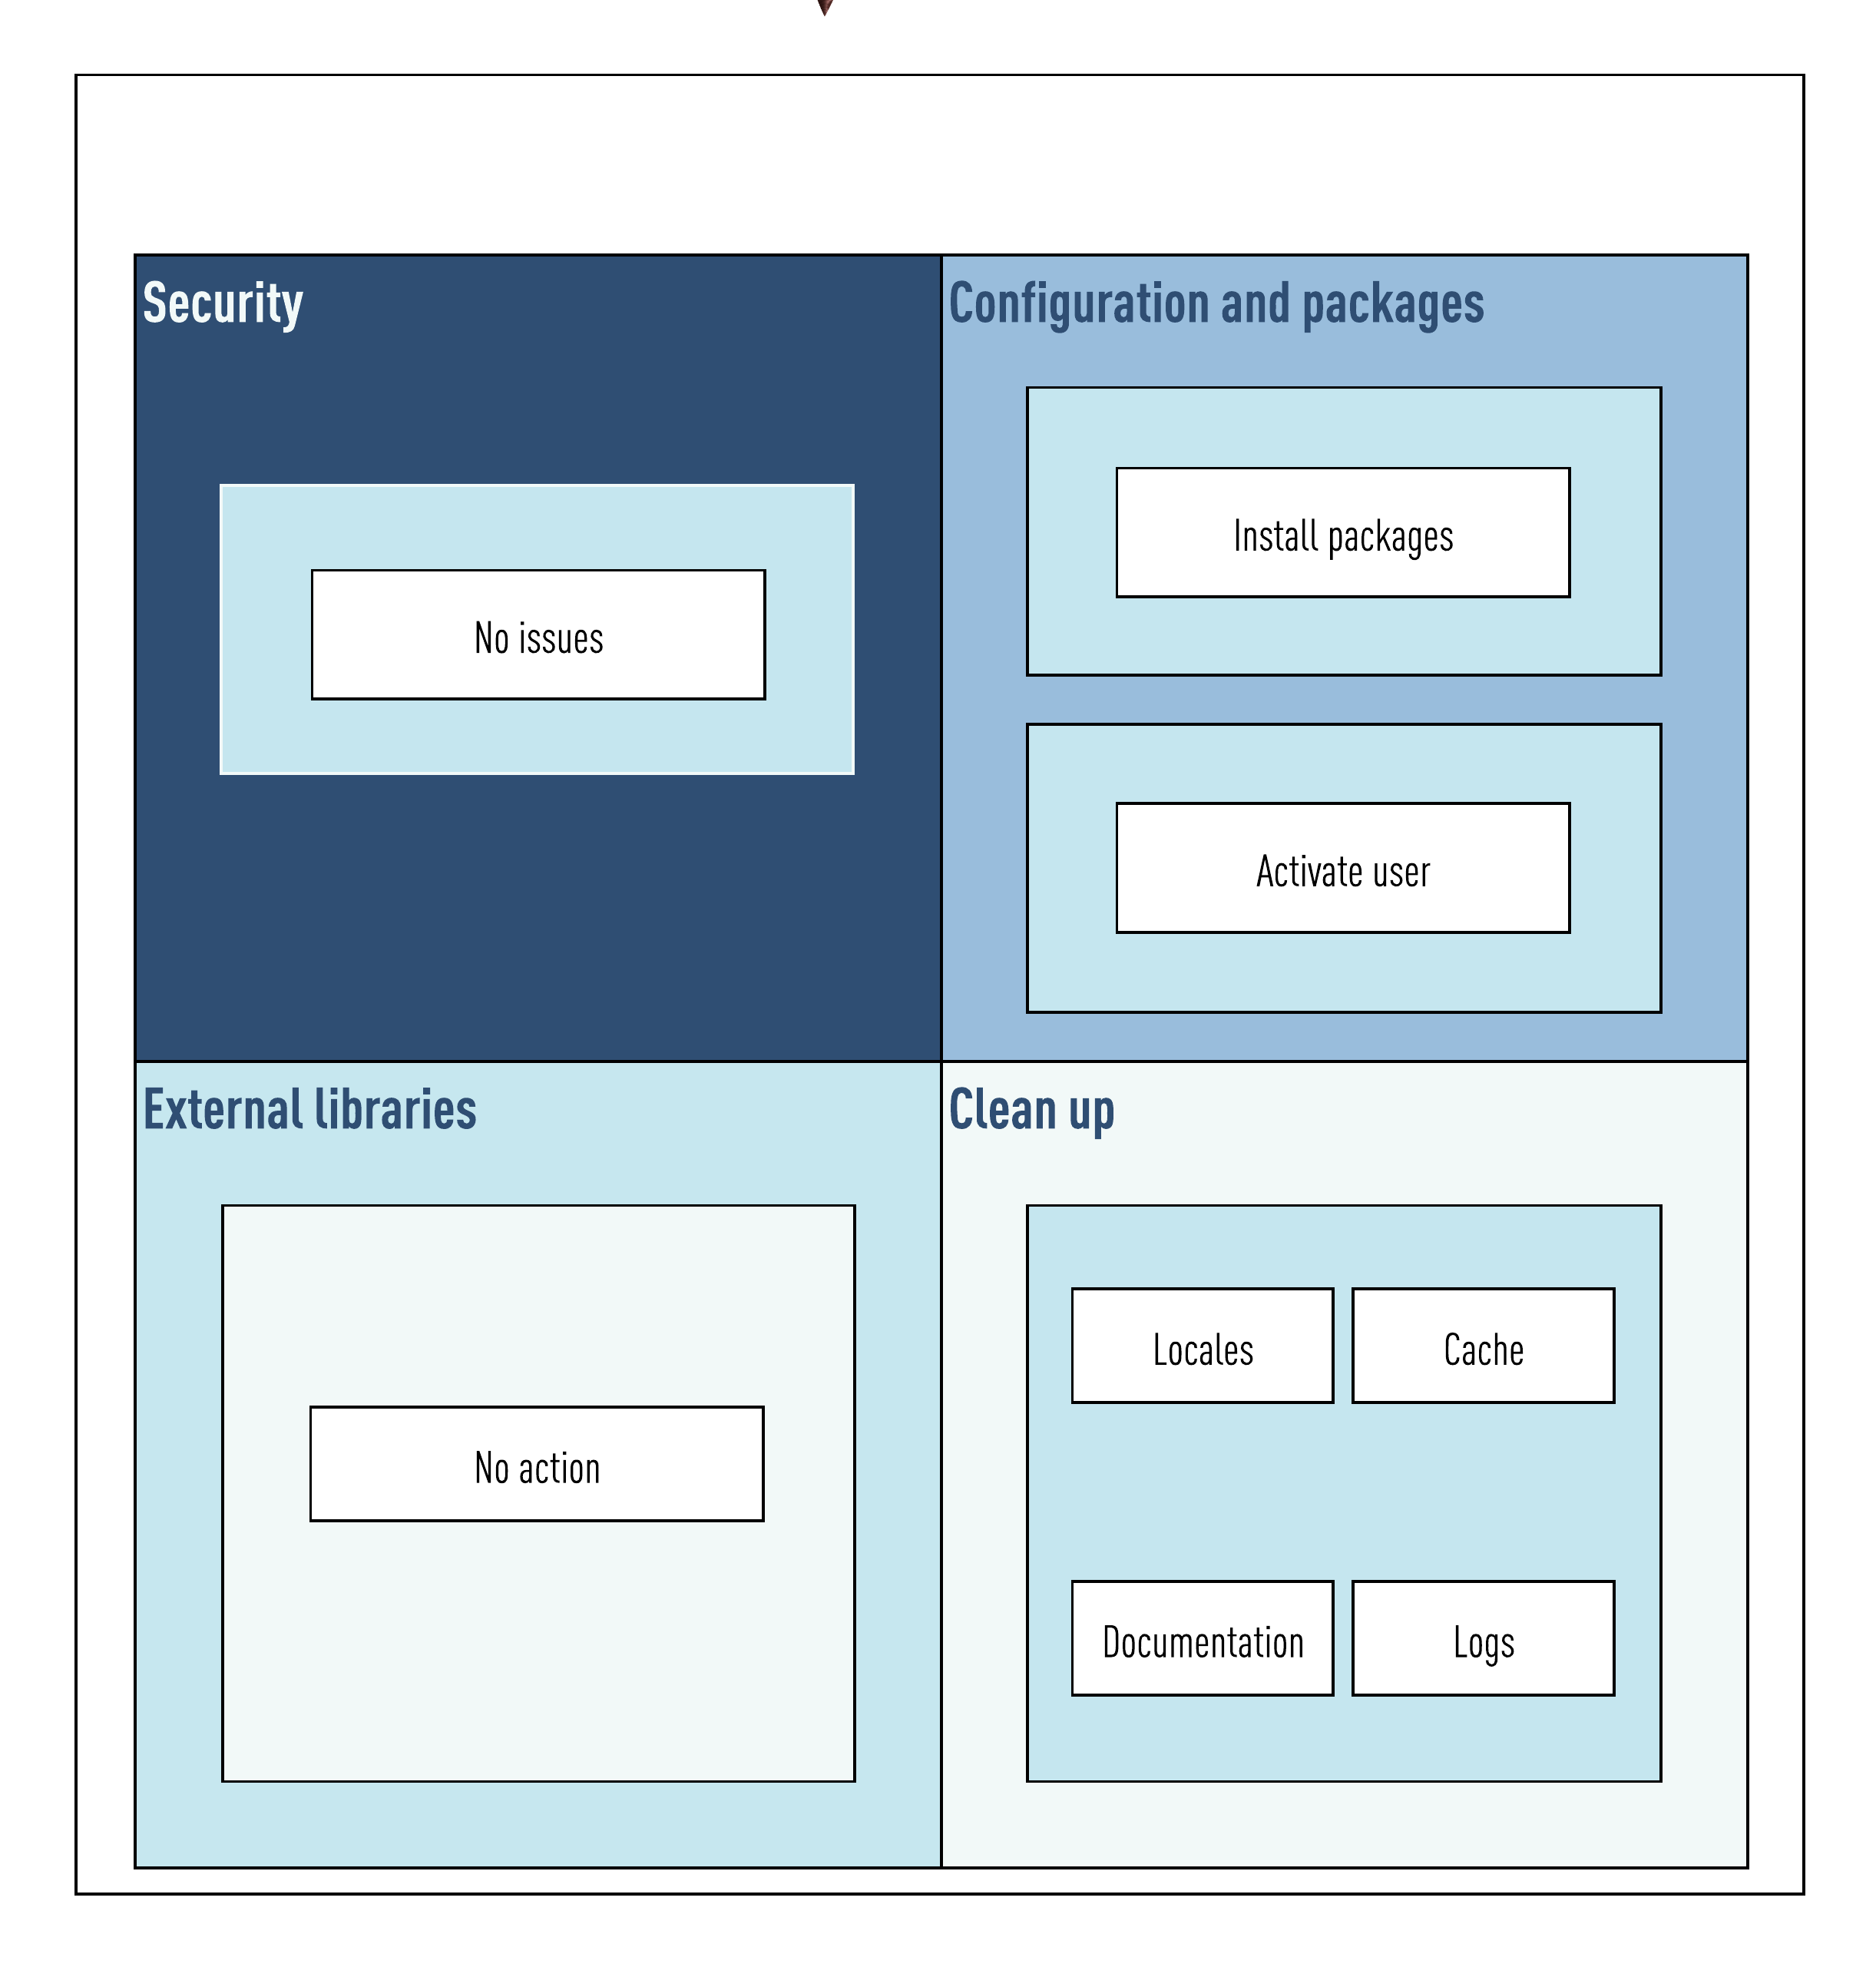 Security
No issues
Configuration and packages
Install packages
Activate user
External libraries
No action
Clean up
Locales
Cache
Documentation
Logs